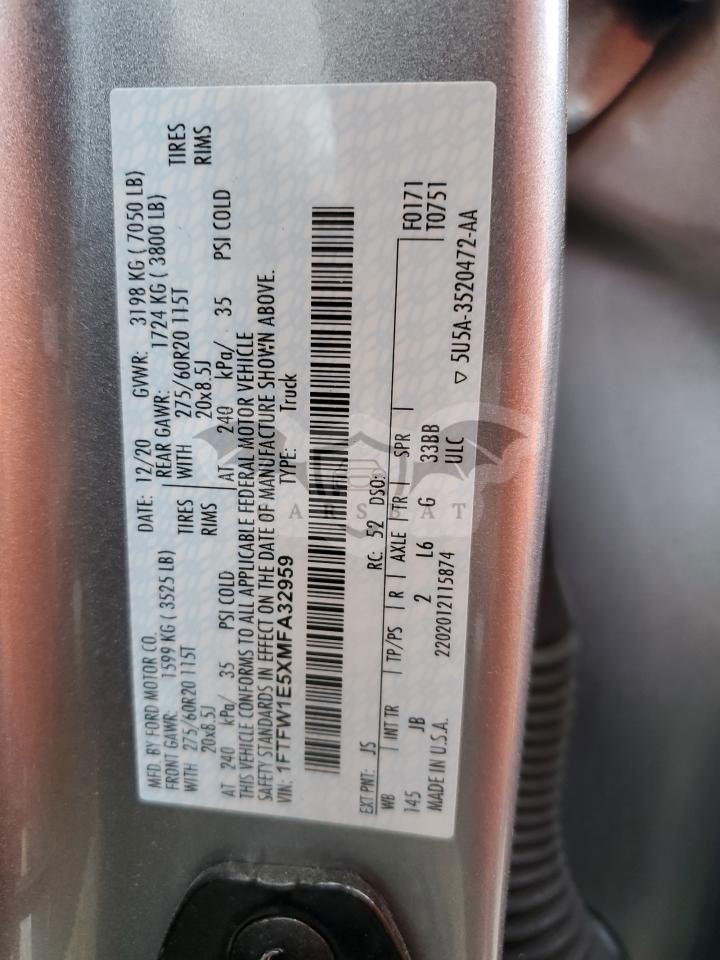 MFD. BY FORD MOTOR CO. DATE: 12/20 GVWR: 3198 KG ( 7050 LB)
FRONT GAWR: 1599 KG ( 3525 LB) REAR GAWR: 1724 KG ( 3800 LB)
WITH 275/60R20 115T TIRES WITH 275/60R20 115T TIRES
20x8.5J RIMS 20x8.5J RIMS
AT 240 kPa/ 35 PSI COLD AT 240 kPa/ 35 PSI COLD
THIS VEHICLE CONFORMS TO ALL APPLICABLE FEDERAL MOTOR VEHICLE
SAFETY STANDARDS IN EFFECT ON THE DATE OF MANUFACTURE SHOWN ABOVE.
VIN: 1FTFW1E5XMFA32959 TYPE: Truck
EXT PNT: JS RC: 52 DSO:
WB INT TR TP/PS R AXLE TR SPR F0171
145 JB 2 L6 G 33BB T0751
MADE IN U.S.A. 2202012115874 ULC ▽ 5U5A-3520472-AA
ARSBAT